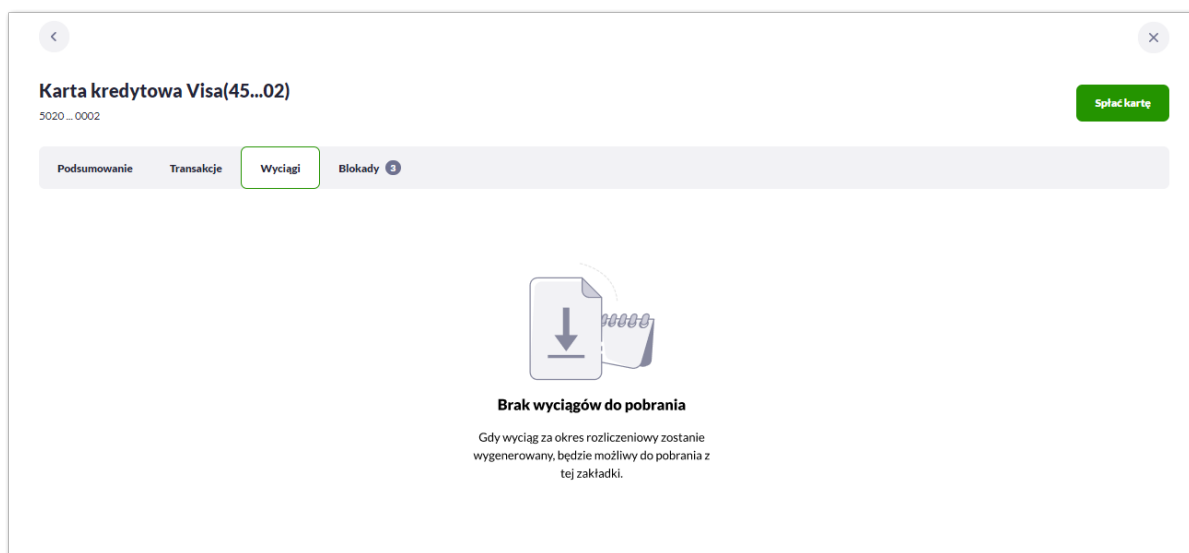 Karta kredytowa Visa(45...02)
5020 ... 0002
Spłać kartę
Podsumowanie Transakcje Wyciągi Blokady 3
Brak wyciągów do pobrania
Gdy wyciąg za okres rozliczeniowy zostanie
wygenerowany, będzie możliwy do pobrania z
tej zakładki.